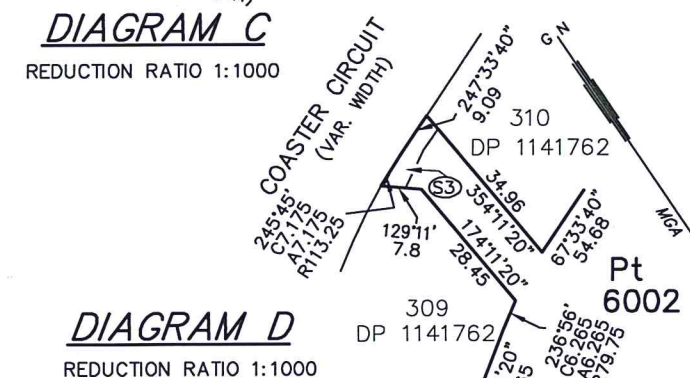 DIAGRAM C
REDUCTION RATIO 1:1000
COASTER CIRCUIT
(VAR. WIDTH)
247°33'40"
9.09
310
DP 1141762
G N
MGA
S3
34.96
354°11'20"
245°45'
C7.175
A7.175
R113.25
129°11'
7.8
174°11'20"
28.45
67°33'40"
54.68
Pt
6002
309
DP 1141762
236°56'
C6.265
A6.265
DIAGRAM D
REDUCTION RATIO 1:1000